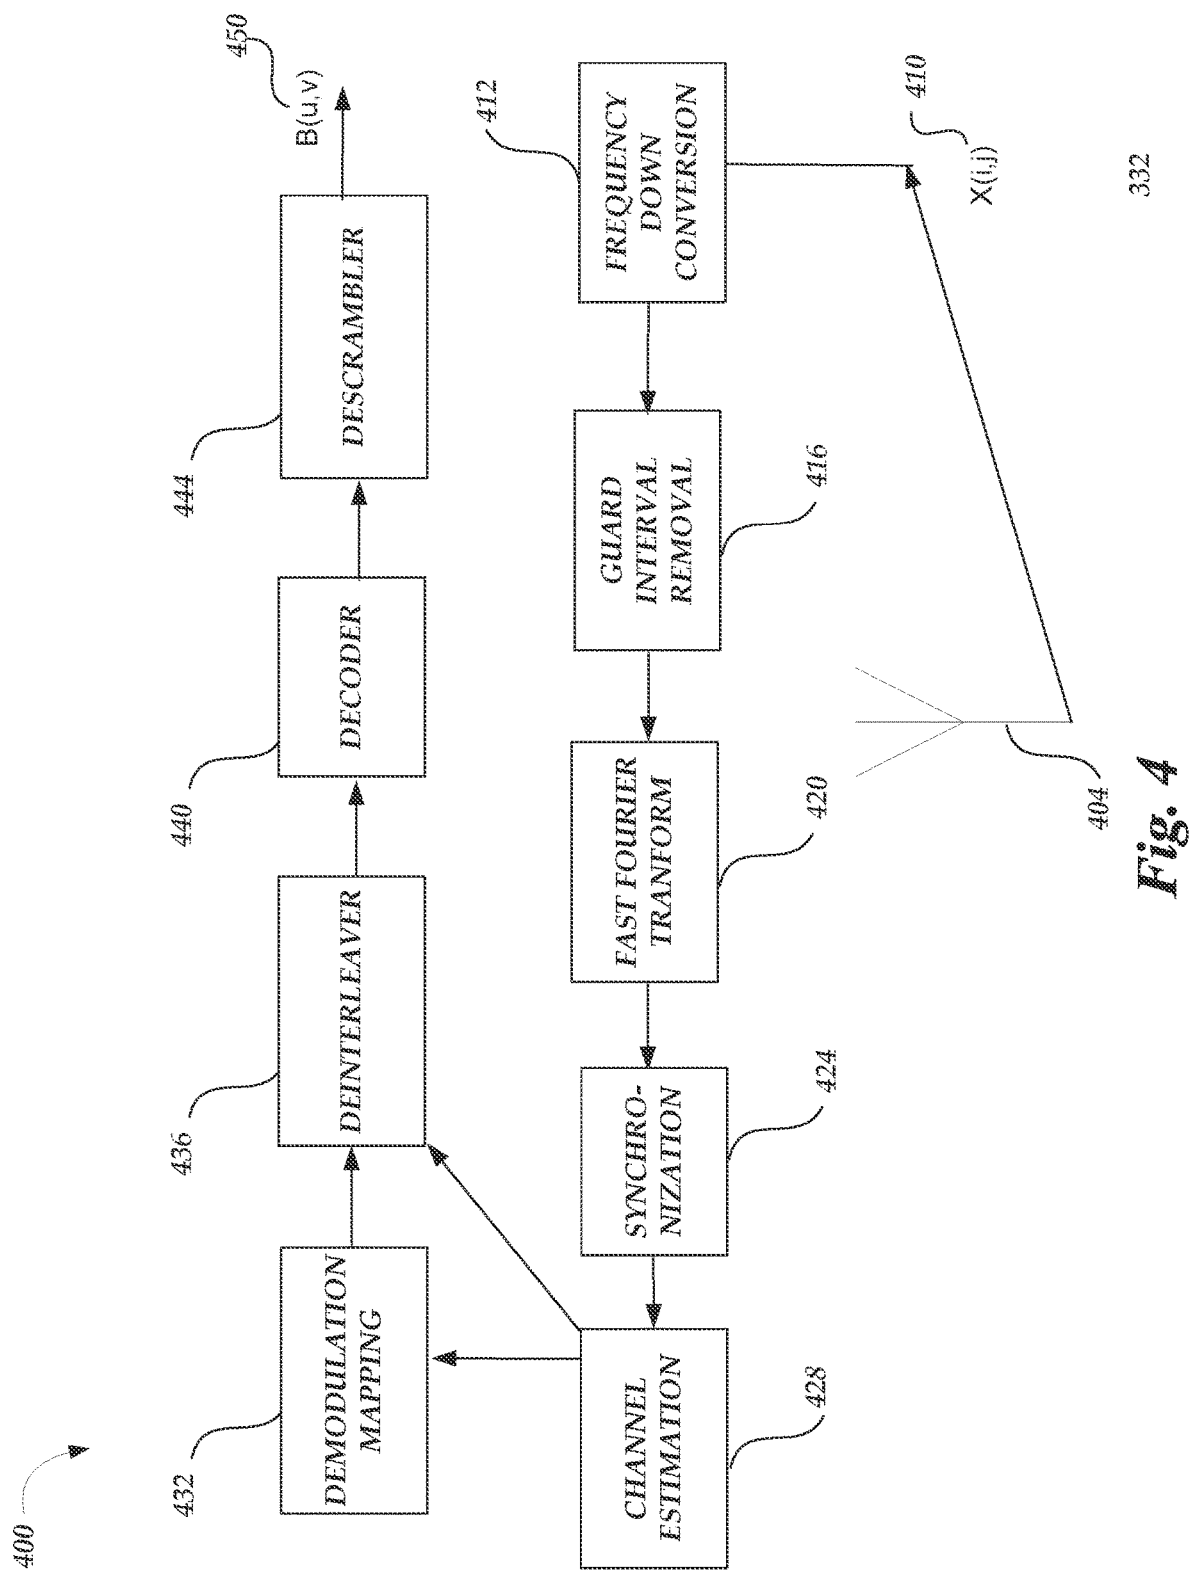 400
432
DEMODULATION
MAPPING
436
DEINTERLEAVER
440
DECODER
444
DESCRAMBLER
450
B(u,v)
428
CHANNEL
ESTIMATION
424
SYNCHRO-
NIZATION
420
FAST FOURIER
TRANFORM
416
GUARD
INTERVAL
REMOVAL
412
FREQUENCY
DOWN
CONVERSION
404
410
X(i,j)
332
Fig. 4